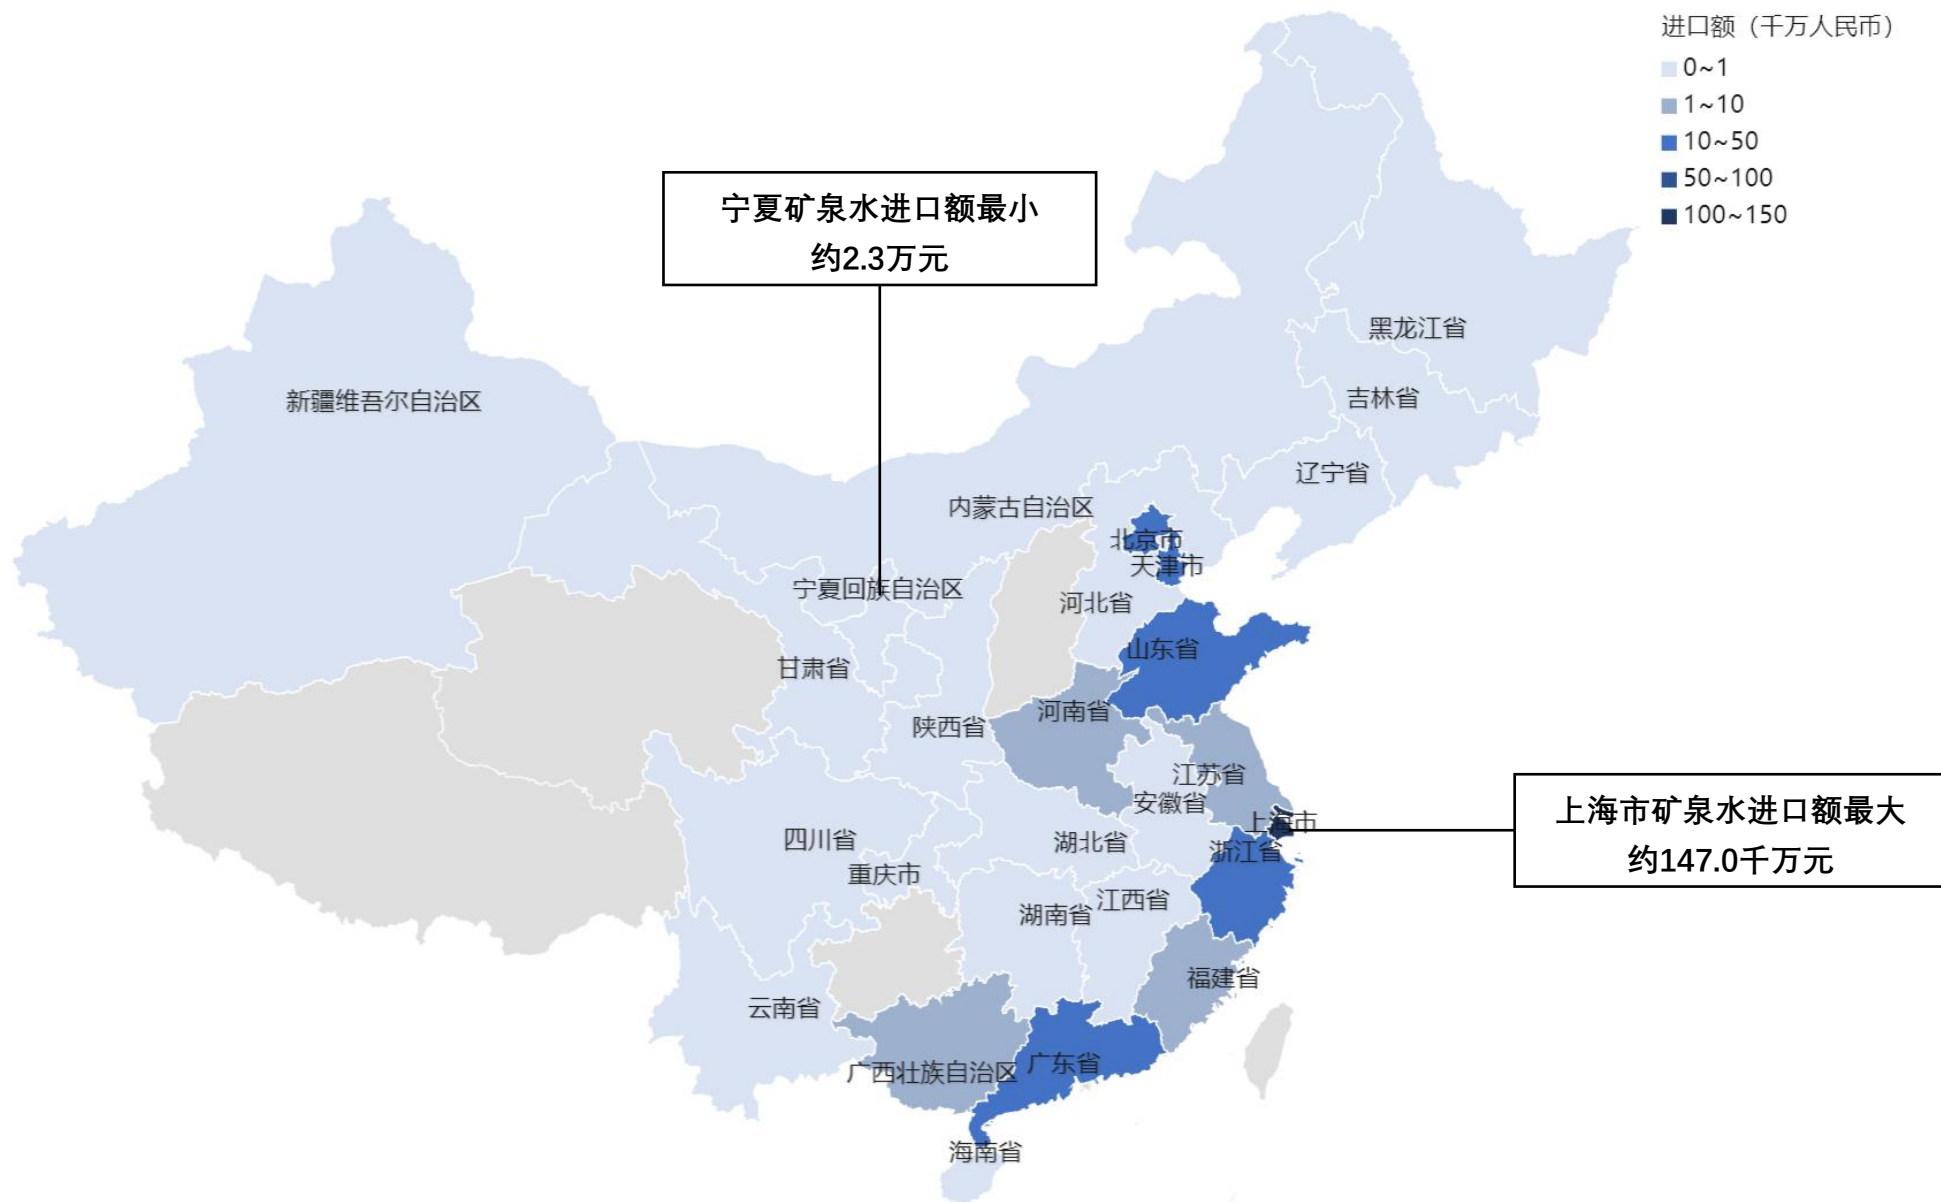 进口额（千万人民币）
0~1
1~10
10~50
50~100
100~150
宁夏矿泉水进口额最小
约2.3万元
黑龙江省
吉林省
新疆维吾尔自治区
辽宁省
内蒙古自治区
北京市
天津市
宁夏回族自治区
河北省
山东省
甘肃省
河南省
陕西省
江苏省
安徽省
上海市
上海市矿泉水进口额最大
约147.0千万元
四川省
湖北省
浙江省
重庆市
江西省
湖南省
福建省
云南省
广东省
广西壮族自治区
海南省